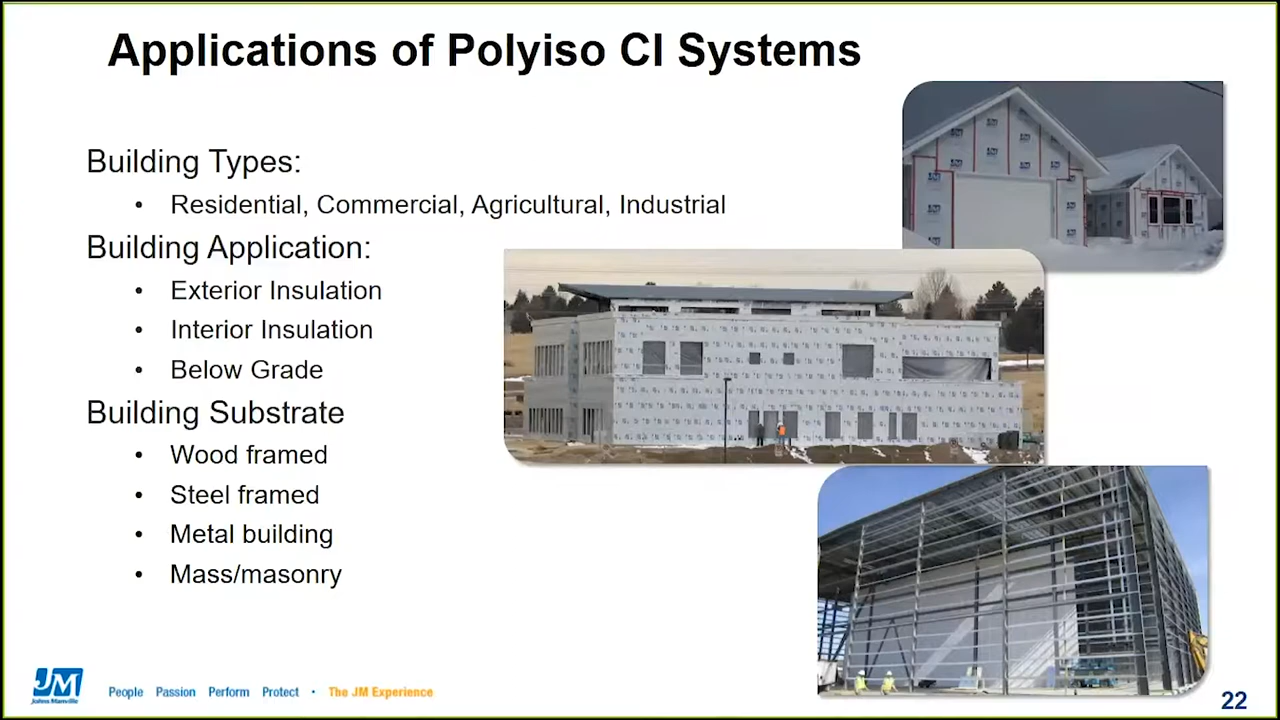 Applications of Polyiso CI Systems
Building Types:
• Residential, Commercial, Agricultural, Industrial
Building Application:
• Exterior Insulation
• Interior Insulation
• Below Grade
Building Substrate
• Wood framed
• Steel framed
• Metal building
• Mass/masonry
JM
Johns Manville
People Passion Perform Protect • The JM Experience
22